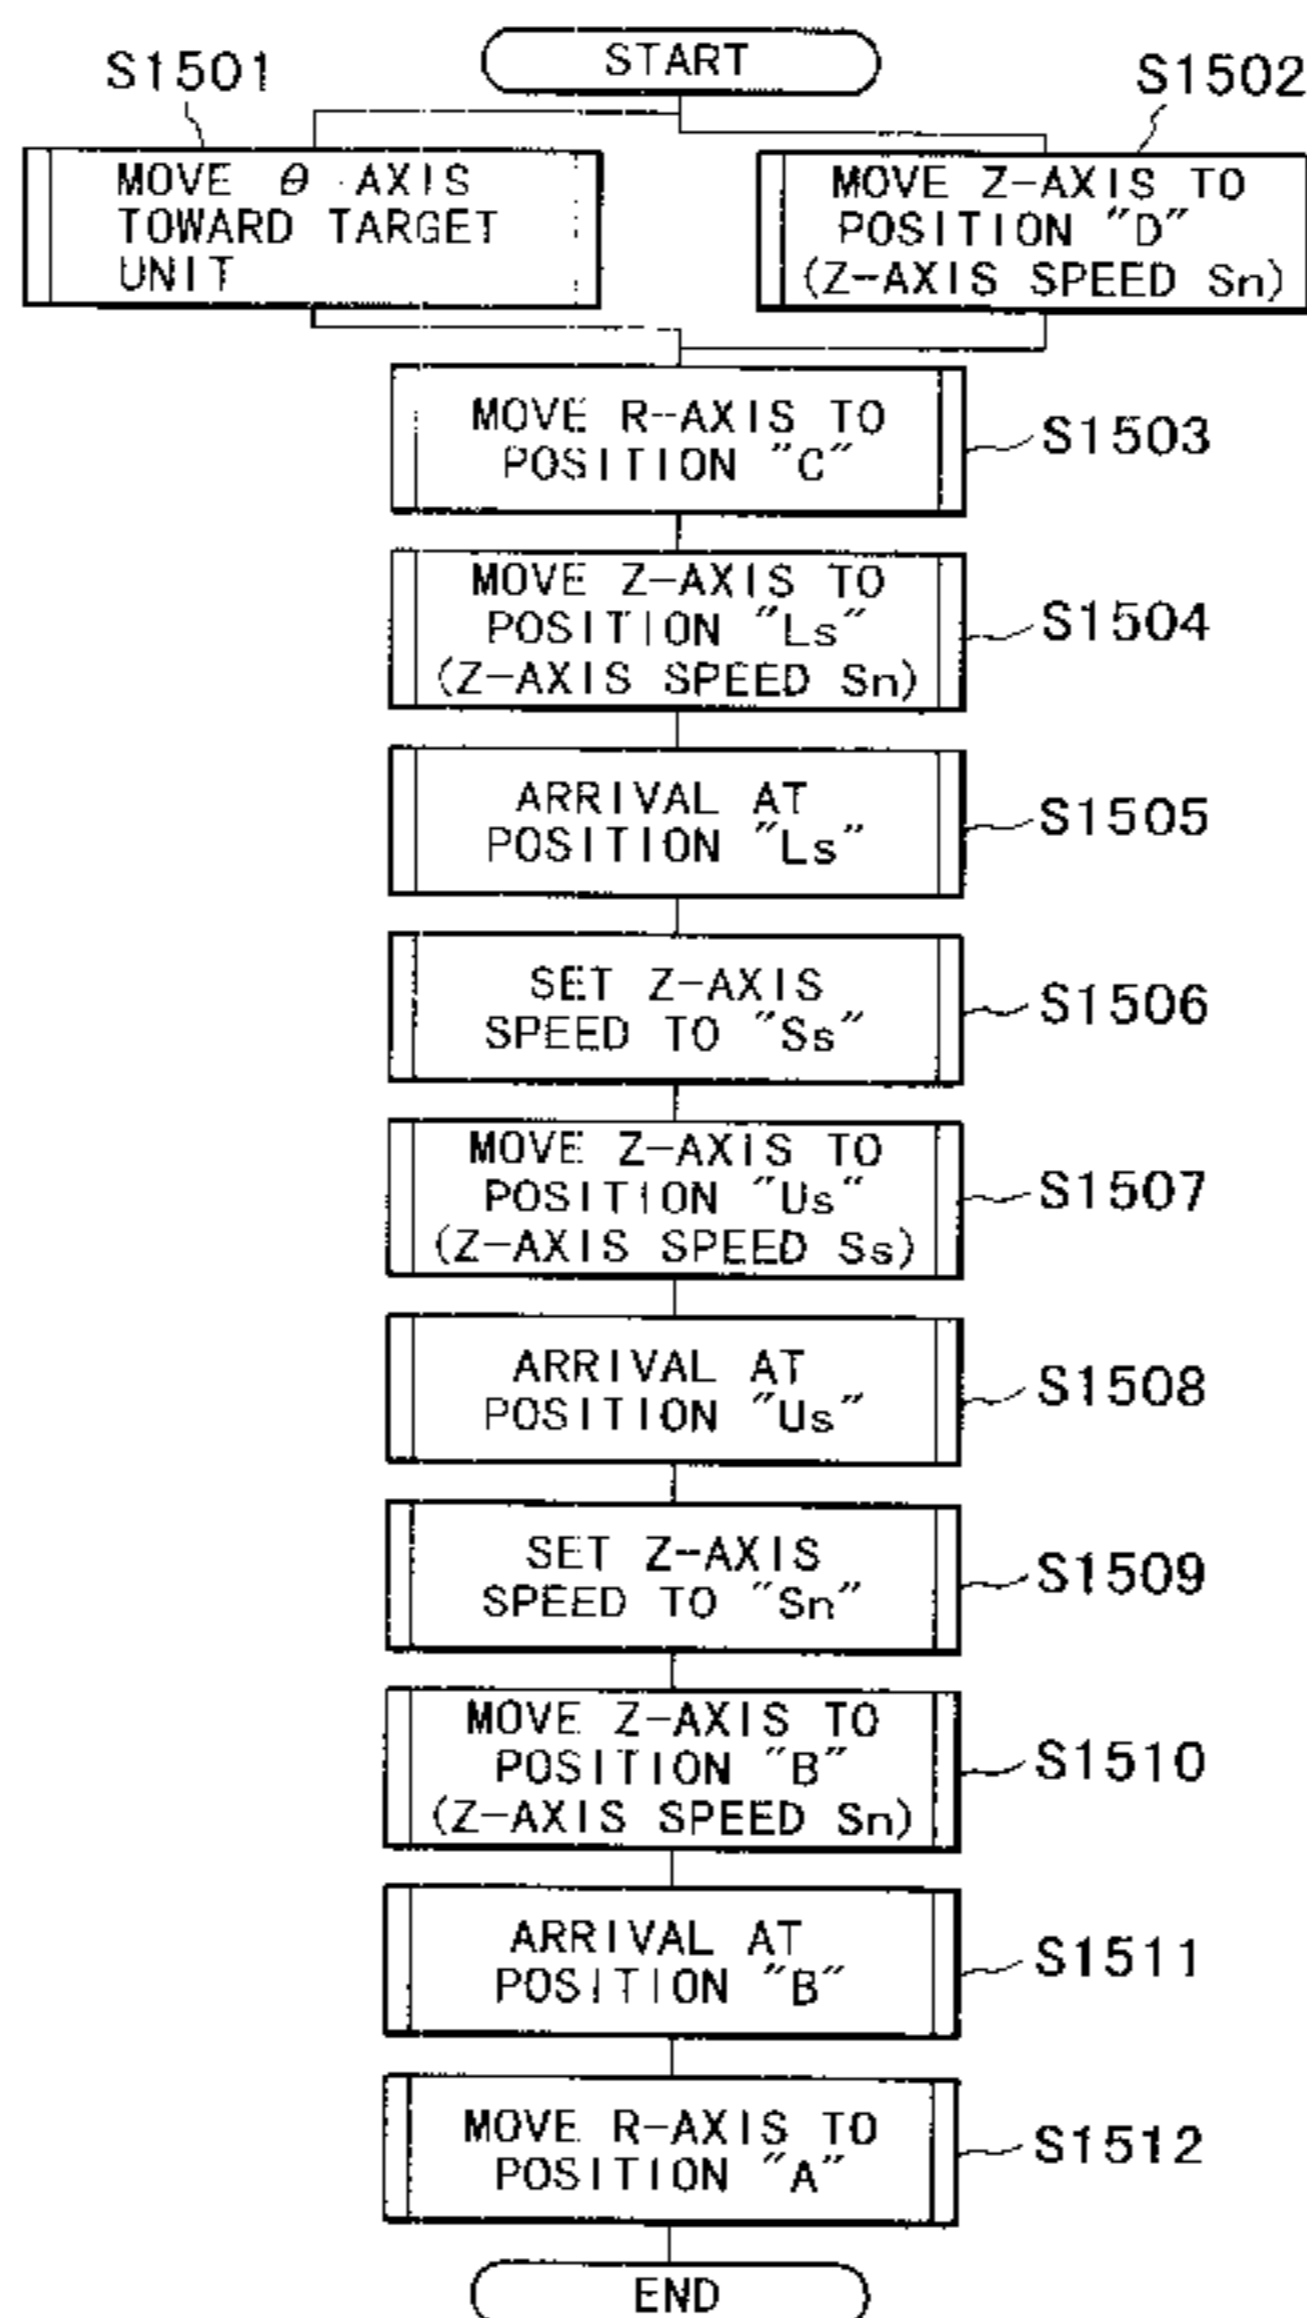 START
S1501
MOVE θ AXIS
TOWARD TARGET
UNIT
S1502
MOVE Z-AXIS TO
POSITION "D"
(Z-AXIS SPEED Sn)
MOVE R-AXIS TO
POSITION "C"
S1503
MOVE Z-AXIS TO
POSITION "Ls"
(Z-AXIS SPEED Sn)
S1504
ARRIVAL AT
POSITION "Ls"
S1505
SET Z-AXIS
SPEED TO "Ss"
S1506
MOVE Z-AXIS TO
POSITION "Us"
(Z-AXIS SPEED Ss)
S1507
ARRIVAL AT
POSITION "Us"
S1508
SET Z-AXIS
SPEED TO "Sn"
S1509
MOVE Z-AXIS TO
POSITION "B"
(Z-AXIS SPEED Sn)
S1510
ARRIVAL AT
POSITION "B"
S1511
MOVE R-AXIS TO
POSITION "A"
S1512
END